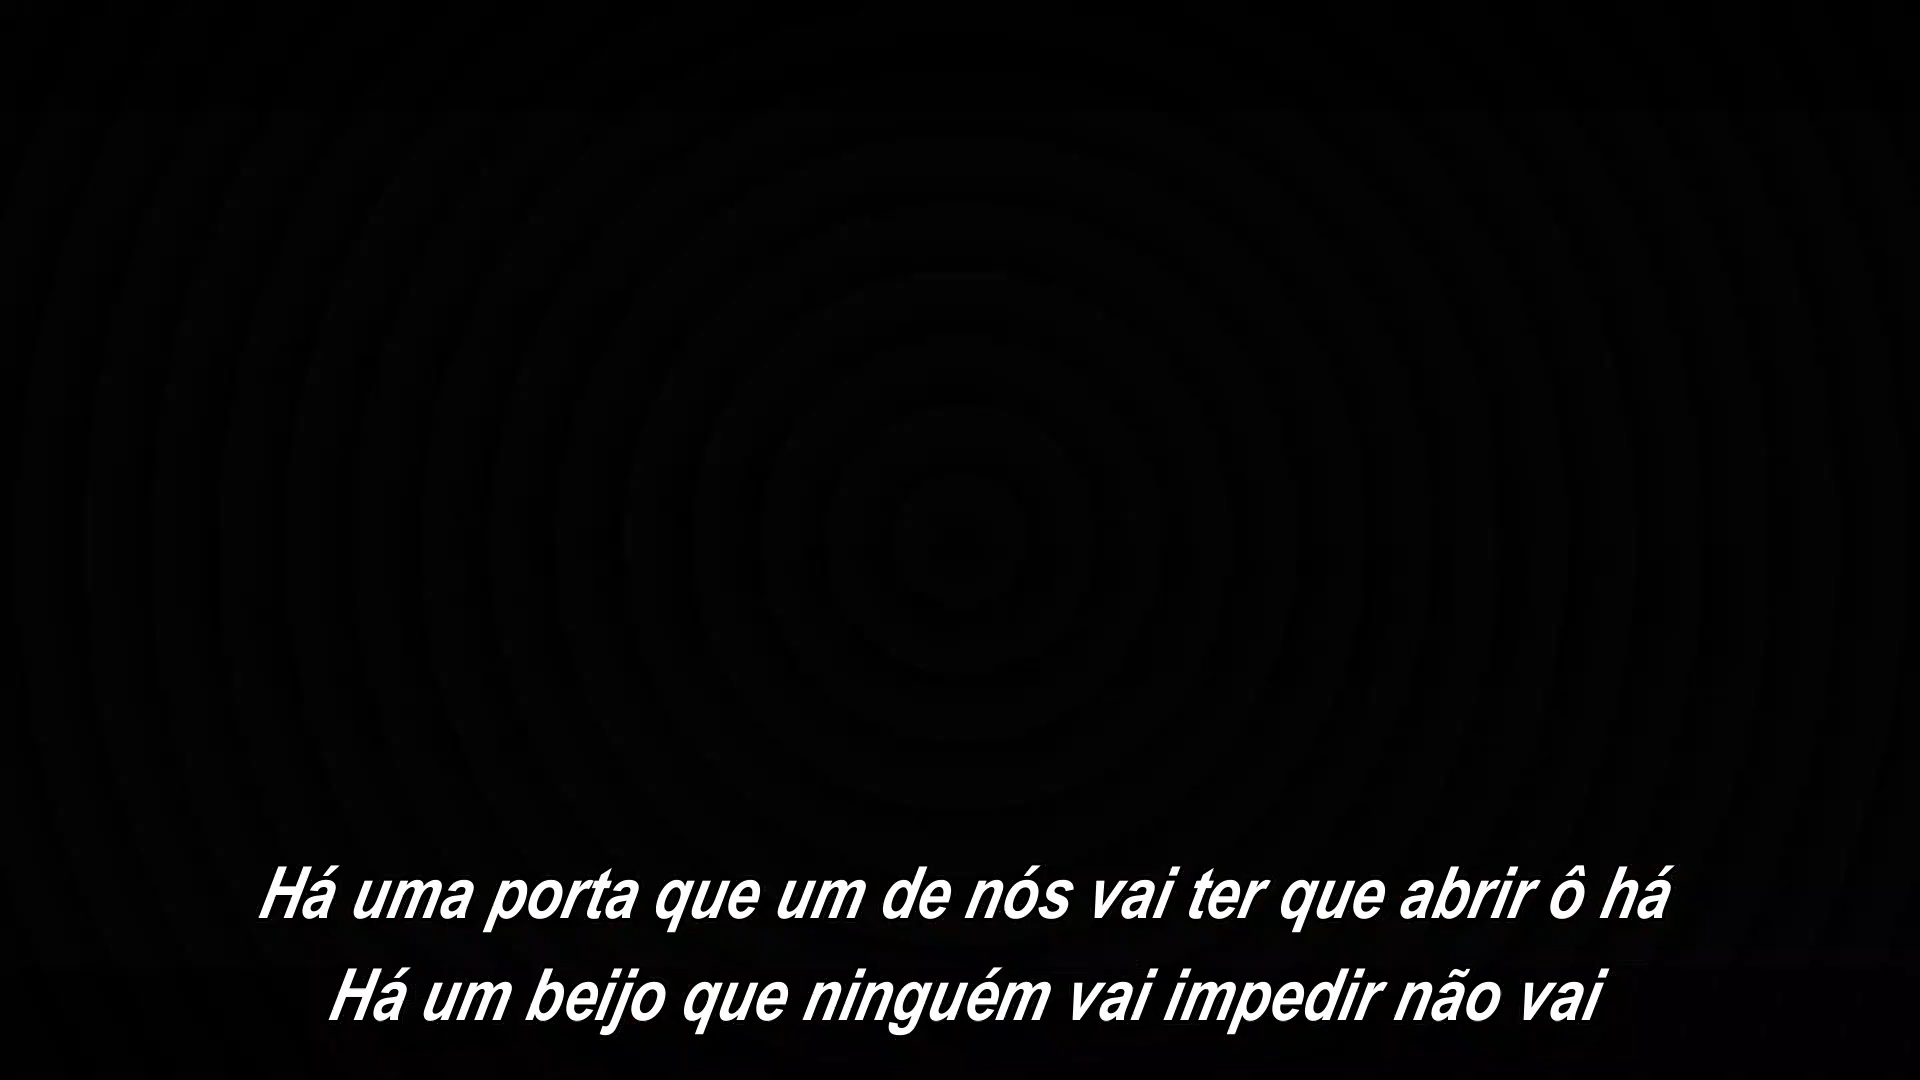 Há uma porta que um de nós vai ter que abrir ô há
Há um beijo que ninguém vai impedir não vai